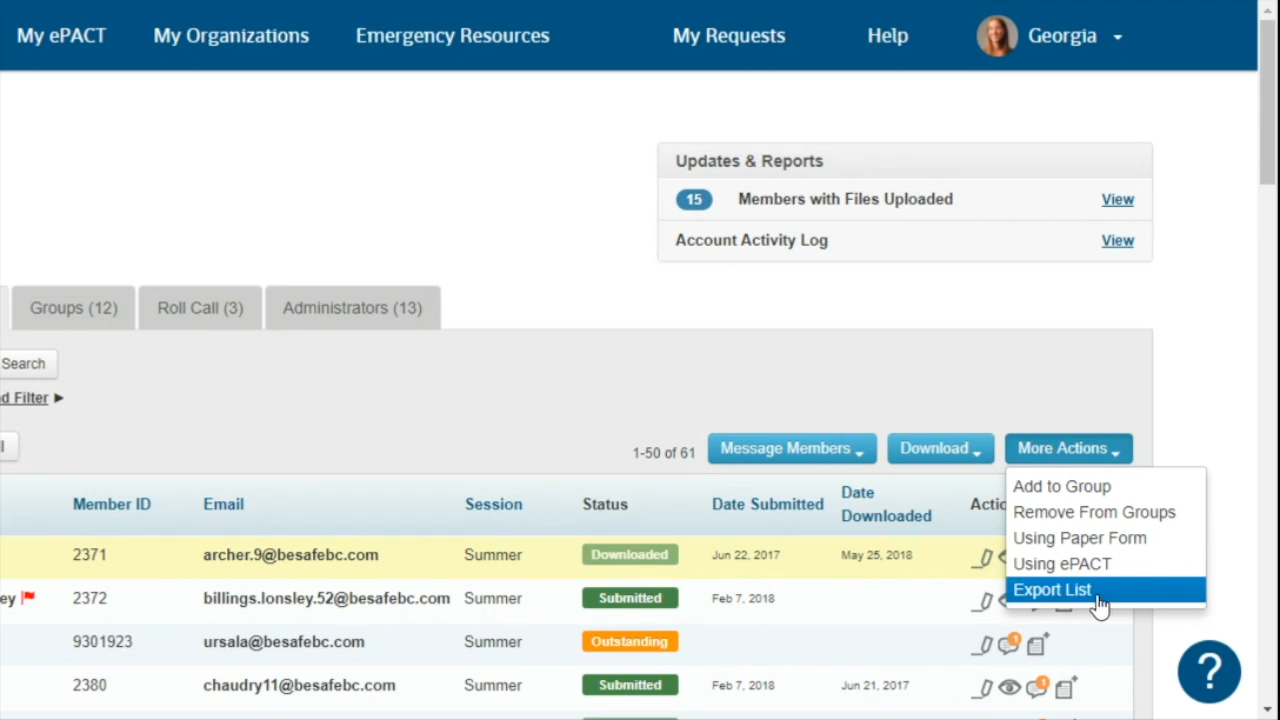 My ePACT
My Organizations
Emergency Resources
My Requests
Help
Georgia
Updates & Reports
15 Members with Files Uploaded View
Account Activity Log View
Groups (12)
Roll Call (3)
Administrators (13)
Search
d Filter ▶
1-50 of 61
Message Members
Download
More Actions
Add to Group
Remove From Groups
Using Paper Form
Using ePACT
Export List
Member ID Email Session Status Date Submitted Date Downloaded Actio
2371 archer.9@besafebc.com Summer Downloaded Jun 22, 2017 May 25, 2018
ey 2372 billings.lonsley.52@besafebc.com Summer Submitted Feb 7, 2018
9301923 ursala@besafebc.com Summer Outstanding 1
2380 chaudry11@besafebc.com Summer Submitted Feb 7, 2018 Jun 21, 2017 1
?